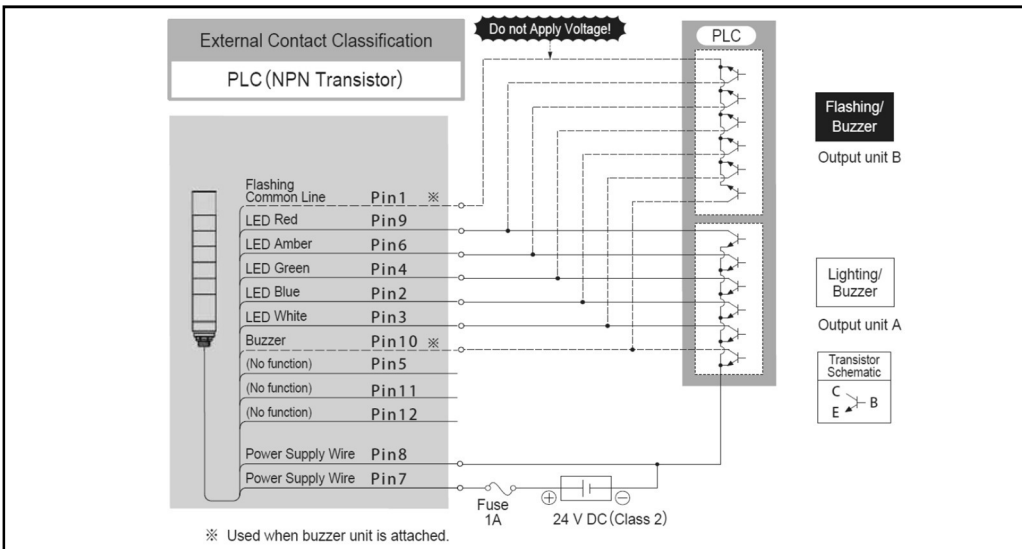 External Contact Classification
PLC (NPN Transistor)
Do not Apply Voltage!
PLC
Flashing/
Buzzer
Output unit B
Flashing
Common Line Pin1 ※
LED Red Pin9
LED Amber Pin6
LED Green Pin4
LED Blue Pin2
LED White Pin3
Buzzer Pin10 ※
(No function) Pin5
(No function) Pin11
(No function) Pin12
Power Supply Wire Pin8
Power Supply Wire Pin7
Lighting/
Buzzer
Output unit A
Transistor
Schematic
C
B
E
Fuse
1A
⊕
⊖
24 V DC (Class 2)
※ Used when buzzer unit is attached.